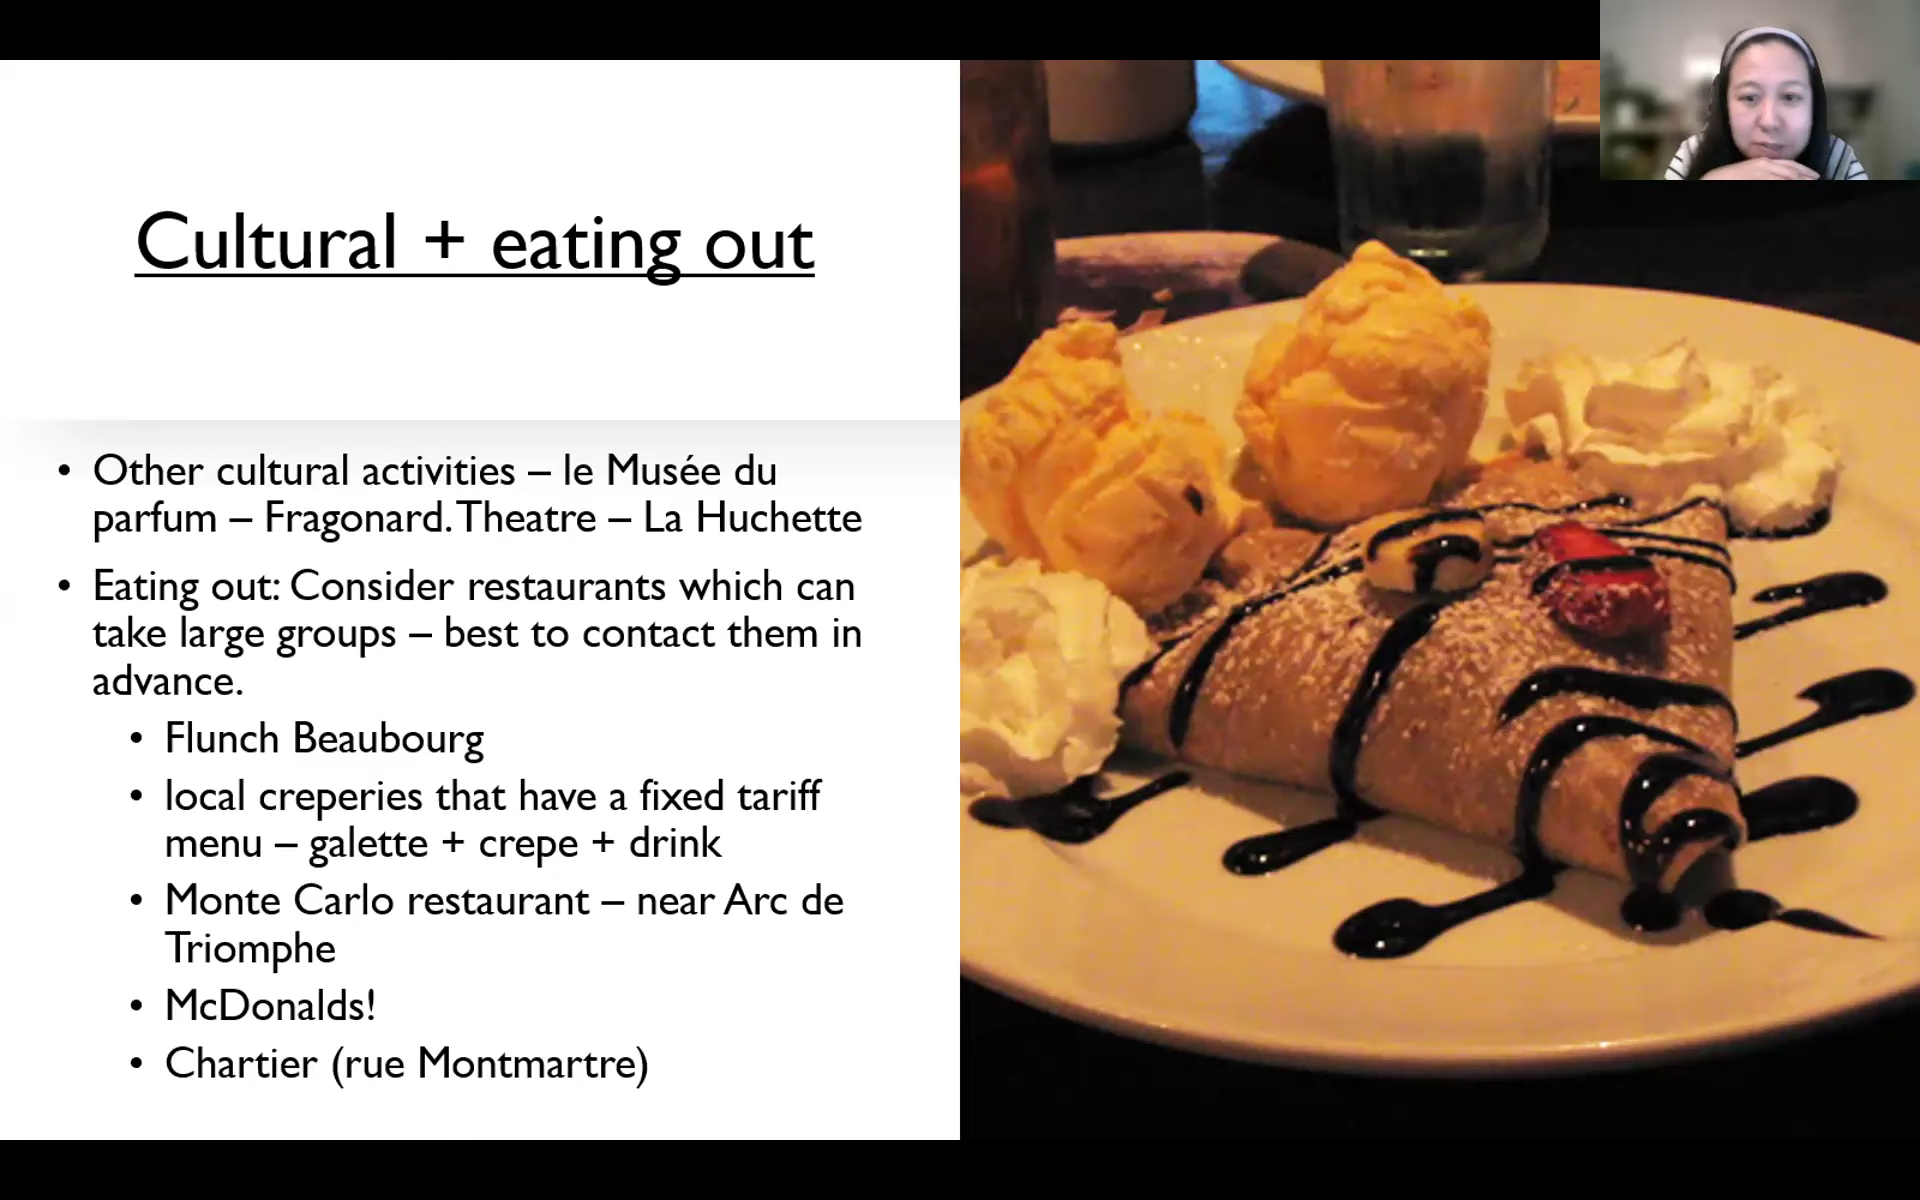 Cultural + eating out
• Other cultural activities – le Musée du
parfum – Fragonard. Theatre – La Huchette
• Eating out: Consider restaurants which can
take large groups – best to contact them in
advance.
• Flunch Beaubourg
• local creperies that have a fixed tariff
menu – galette + crepe + drink
• Monte Carlo restaurant – near Arc de
Triomphe
• McDonalds!
• Chartier (rue Montmartre)